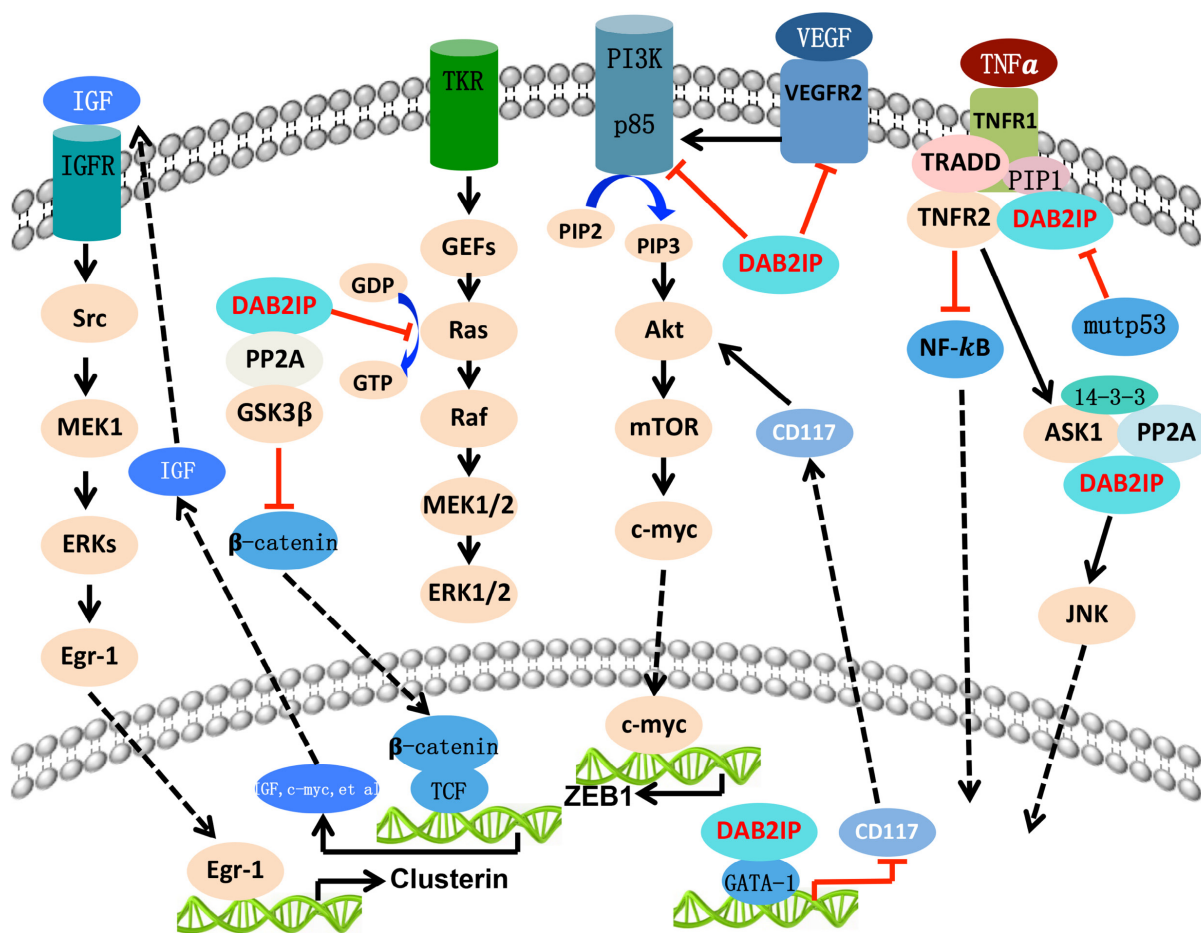 IGF
IGFR
Src
MEK1
ERKs
Egr-1
Egr-1
Clusterin
IGF
IGF,c-myc,et al
DAB2IP
PP2A
GSK3β
β-catenin
β-catenin
TCF
TKR
GEFs
GDP
GTP
Ras
Raf
MEK1/2
ERK1/2
PI3K
p85
PIP2
PIP3
Akt
mTOR
c-myc
c-myc
ZEB1
VEGF
VEGFR2
DAB2IP
CD117
CD117
DAB2IP
GATA-1
TNFα
TNFR1
TRADD
PIP1
TNFR2
DAB2IP
mutp53
NF-kB
14-3-3
ASK1
PP2A
DAB2IP
JNK